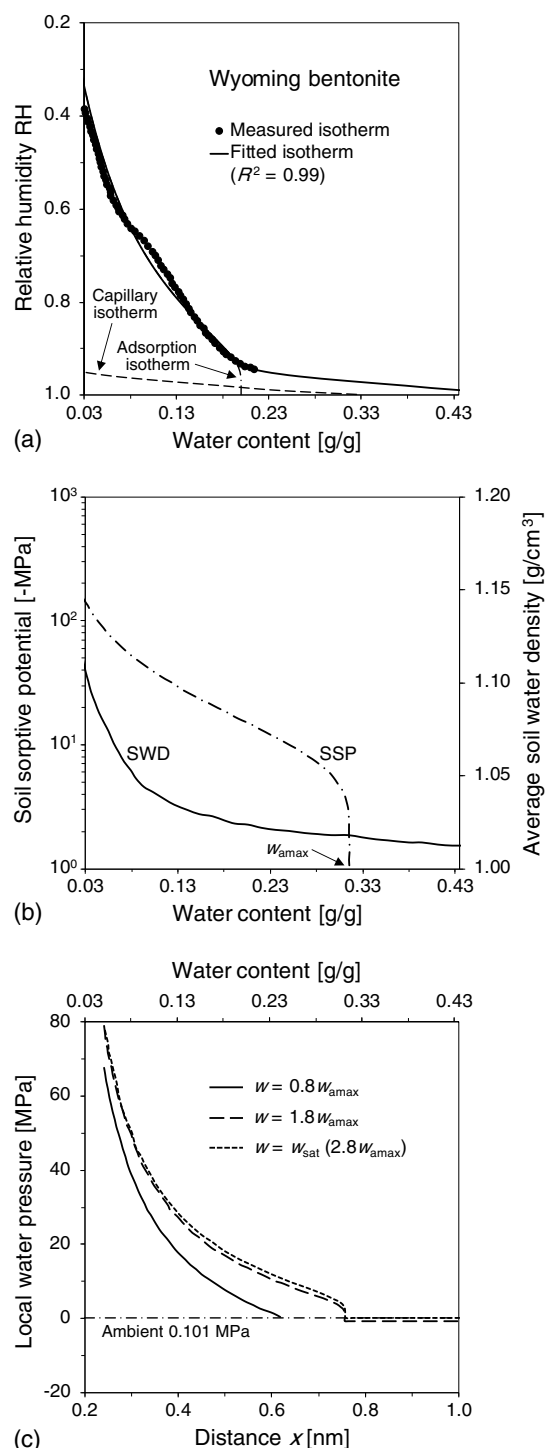 0.2
0.4
0.6
0.8
1.0
Relative humidity RH
Wyoming bentonite
Measured isotherm
Fitted isotherm
(R² = 0.99)
Capillary
isotherm
Adsorption
isotherm
0.03 0.13 0.23 0.33 0.43
(a) Water content [g/g]
10³
10²
10¹
10⁰
Soil sorptive potential [-MPa]
1.20
1.15
1.10
1.05
1.00
Average soil water density [g/cm³]
SWD
SSP
wamax
0.03 0.13 0.23 0.33 0.43
(b) Water content [g/g]
Water content [g/g]
0.03 0.13 0.23 0.33 0.43
80
60
40
20
0
-20
Local water pressure [MPa]
w = 0.8wamax
w = 1.8wamax
w = wsat (2.8wamax)
Ambient 0.101 MPa
0.2 0.4 0.6 0.8 1.0
(c) Distance x [nm]